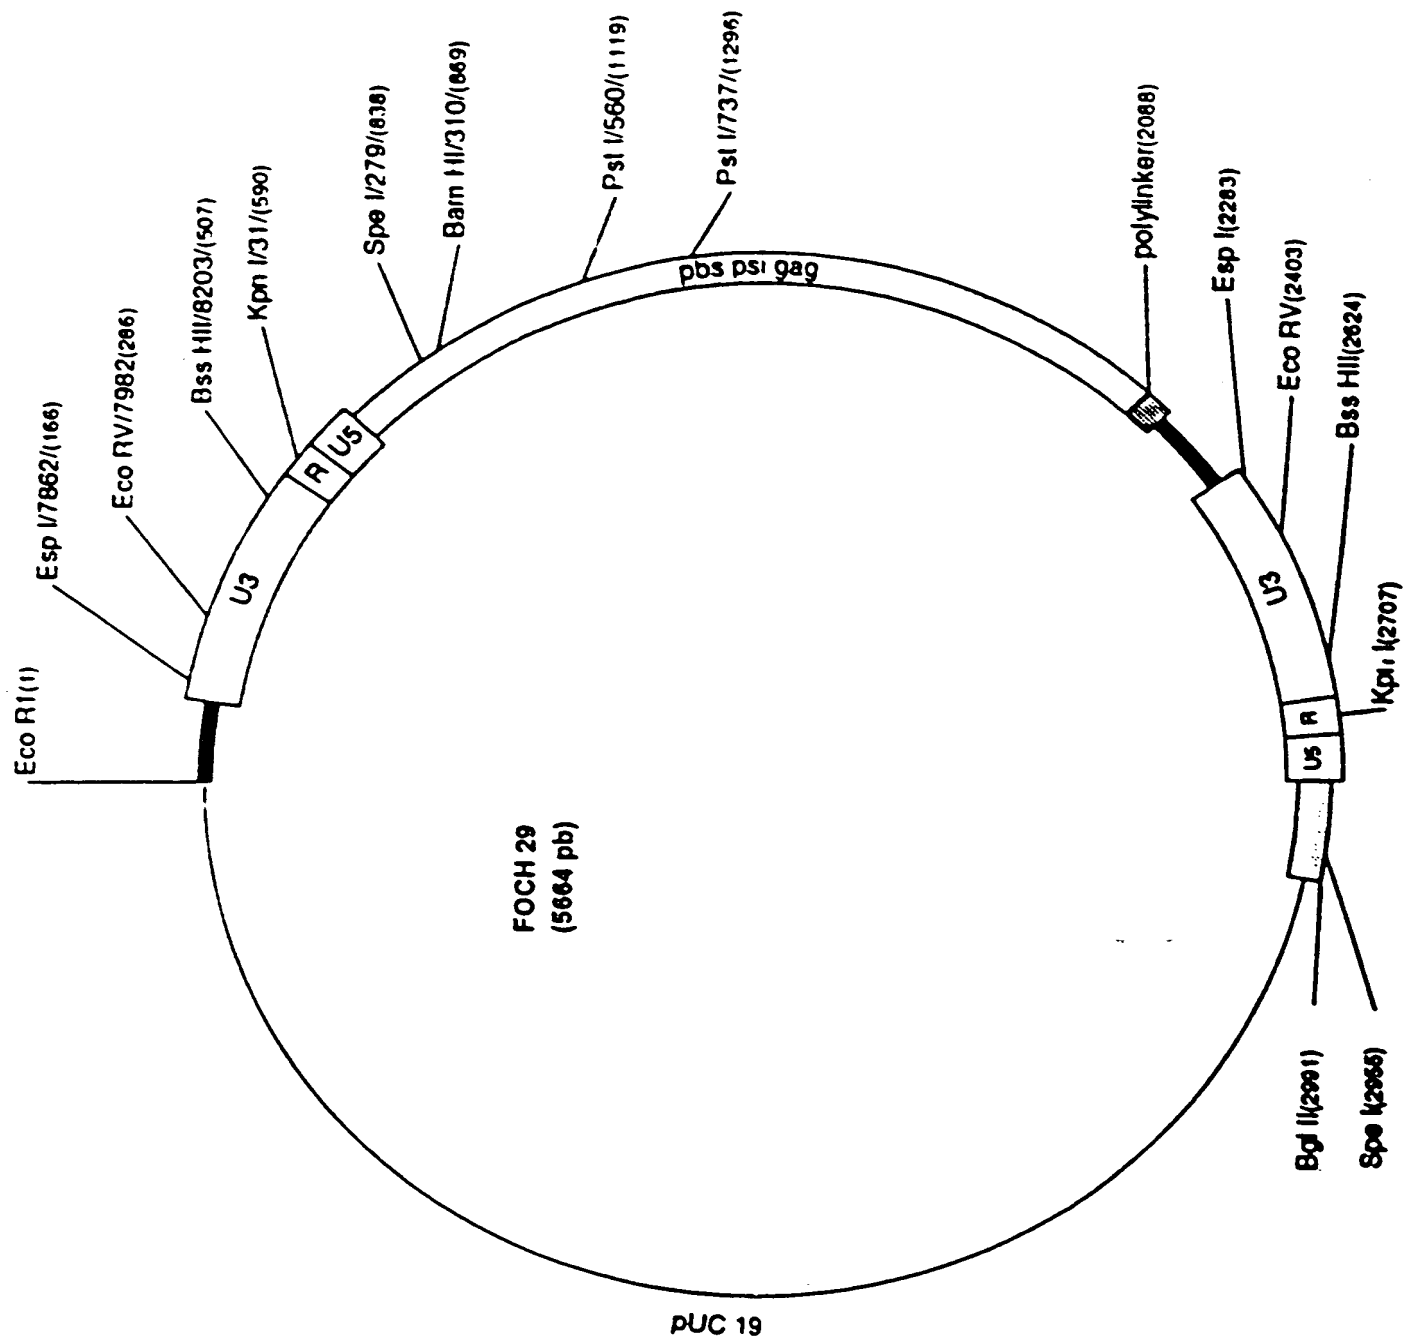 Eco R1(1)
Esp I/7862/(166)
Eco RV/7982(286)
Bss HII/8203/(507)
Kpn I/31/(590)
Spe I/279/(838)
Bam HI/310/(869)
Pst I/560/(1119)
Pst I/737/(1296)
polylinker(2088)
Esp I(2283)
Eco RV(2403)
Bss HII(2624)
Kpn I(2707)
Spe I(2955)
Bgl II(2991)
U3
R
U5
pbs psi gag
U3
R
U5
FOCH 29
(5664 pb)
pUC 19